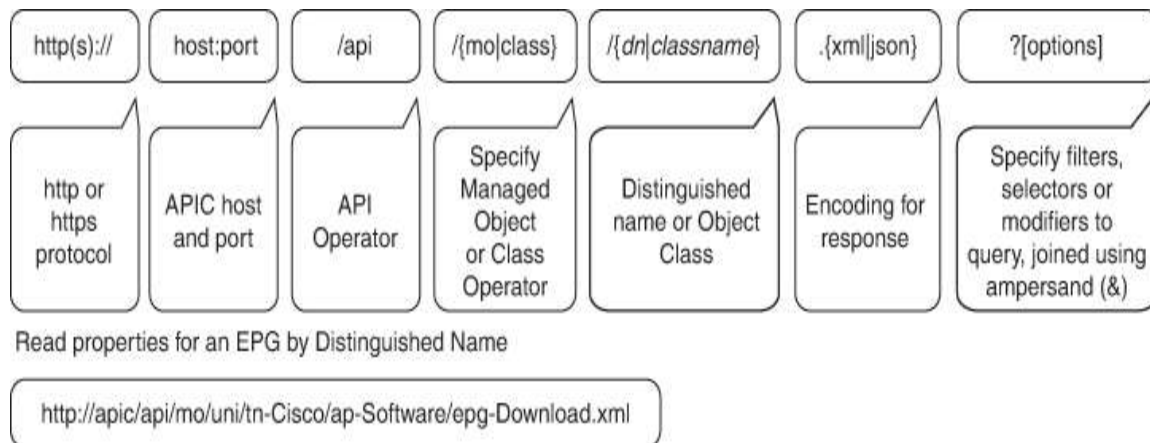 http(s)://
host:port
/api
/{mo|class}
/{dn|classname}
.{xml|json}
?[options]
http or
https
protocol
APIC host
and port
API
Operator
Specify
Managed
Object
or Class
Operator
Distinguished
name or Object
Class
Encoding for
response
Specify filters,
selectors or
modifiers to
query, joined using
ampersand (&)
Read properties for an EPG by Distinguished Name
http://apic/api/mo/uni/tn-Cisco/ap-Software/epg-Download.xml